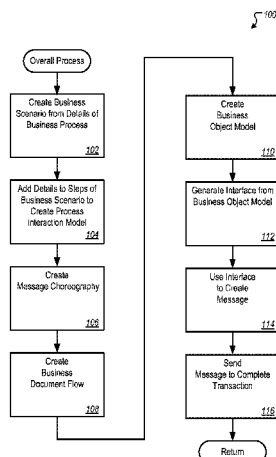 100
Overall Process
Create Business
Scenario from Details of
Business Process
102
Add Details to Steps of
Business Scenario to
Create Process
Interaction Model
104
Create
Message Choreography
106
Create
Business
Document Flow
108
Create
Business
Object Model
110
Generate Interface from
Business Object Model
112
Use Interface
to Create
Message
114
Send
Message to Complete
Transaction
116
Return